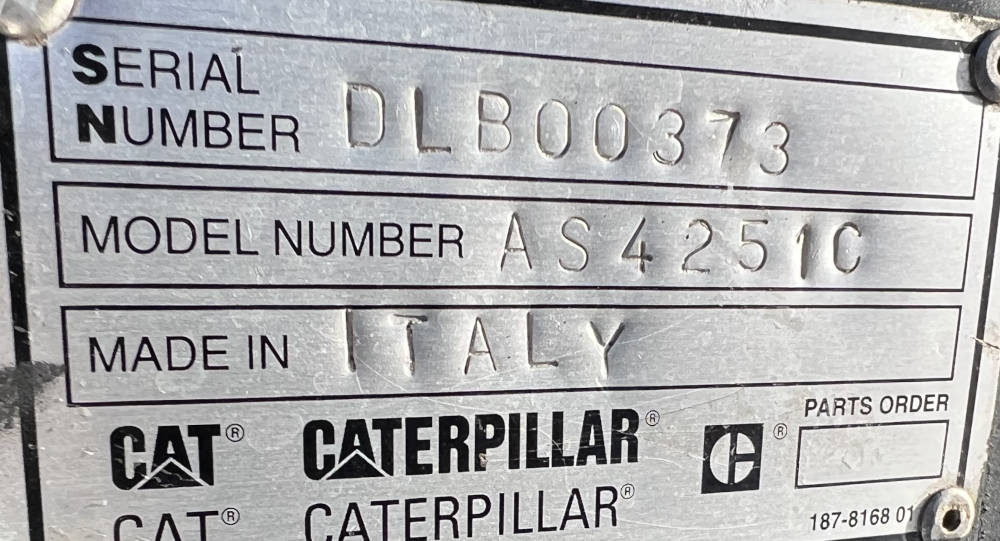 SERIAL
NUMBER DLB00373
MODEL NUMBER AS4251C
MADE IN ITALY
PARTS ORDER
CAT® CATERPILLAR® ®
CAT® CATERPILLAR®
187-8168 01